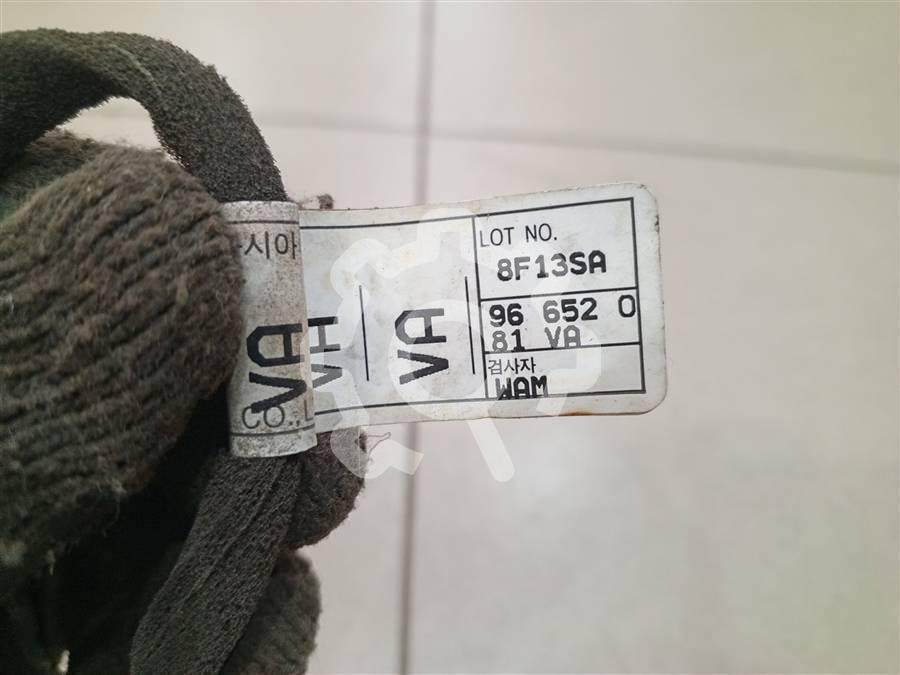 시아
VA
CO.,L
VA
VA
LOT NO.
8F13SA
96 652 0
81 VA
검사자
WAM